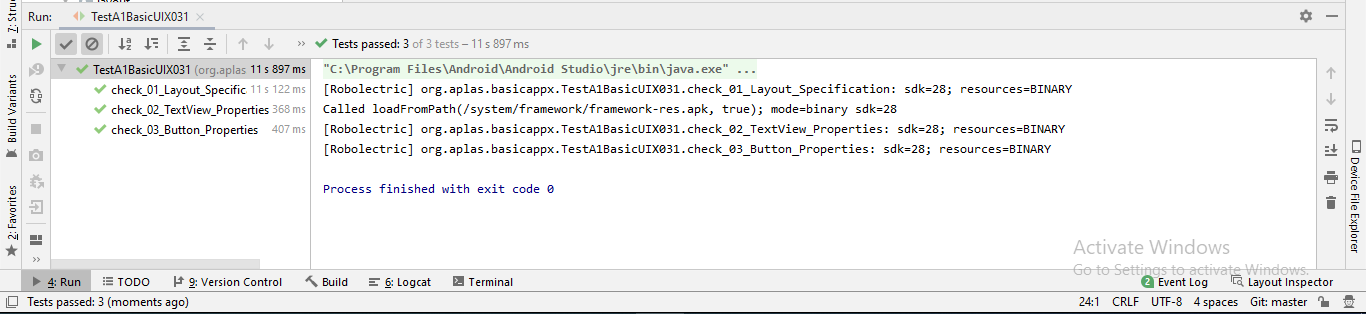 Run: TestA1BasicUIX031
Tests passed: 3 of 3 tests – 11 s 897 ms
TestA1BasicUIX031 (org.aplas 11 s 897 ms
check_01_Layout_Specific 11 s 122 ms
check_02_TextView_Properties 368 ms
check_03_Button_Properties 407 ms
"C:\Program Files\Android\Android Studio\jre\bin\java.exe" ...
[Robolectric] org.aplas.basicappx.TestA1BasicUIX031.check_01_Layout_Specification: sdk=28; resources=BINARY
Called loadFromPath(/system/framework/framework-res.apk, true); mode=binary sdk=28
[Robolectric] org.aplas.basicappx.TestA1BasicUIX031.check_02_TextView_Properties: sdk=28; resources=BINARY
[Robolectric] org.aplas.basicappx.TestA1BasicUIX031.check_03_Button_Properties: sdk=28; resources=BINARY
Process finished with exit code 0
Build Variants
2: Favorites
Device File Explorer
Activate Windows
Go to Settings to activate Windows.
4: Run TODO 9: Version Control Build 6: Logcat Terminal 2 Event Log Layout Inspector
Tests passed: 3 (moments ago) 24:1 CRLF UTF-8 4 spaces Git: master